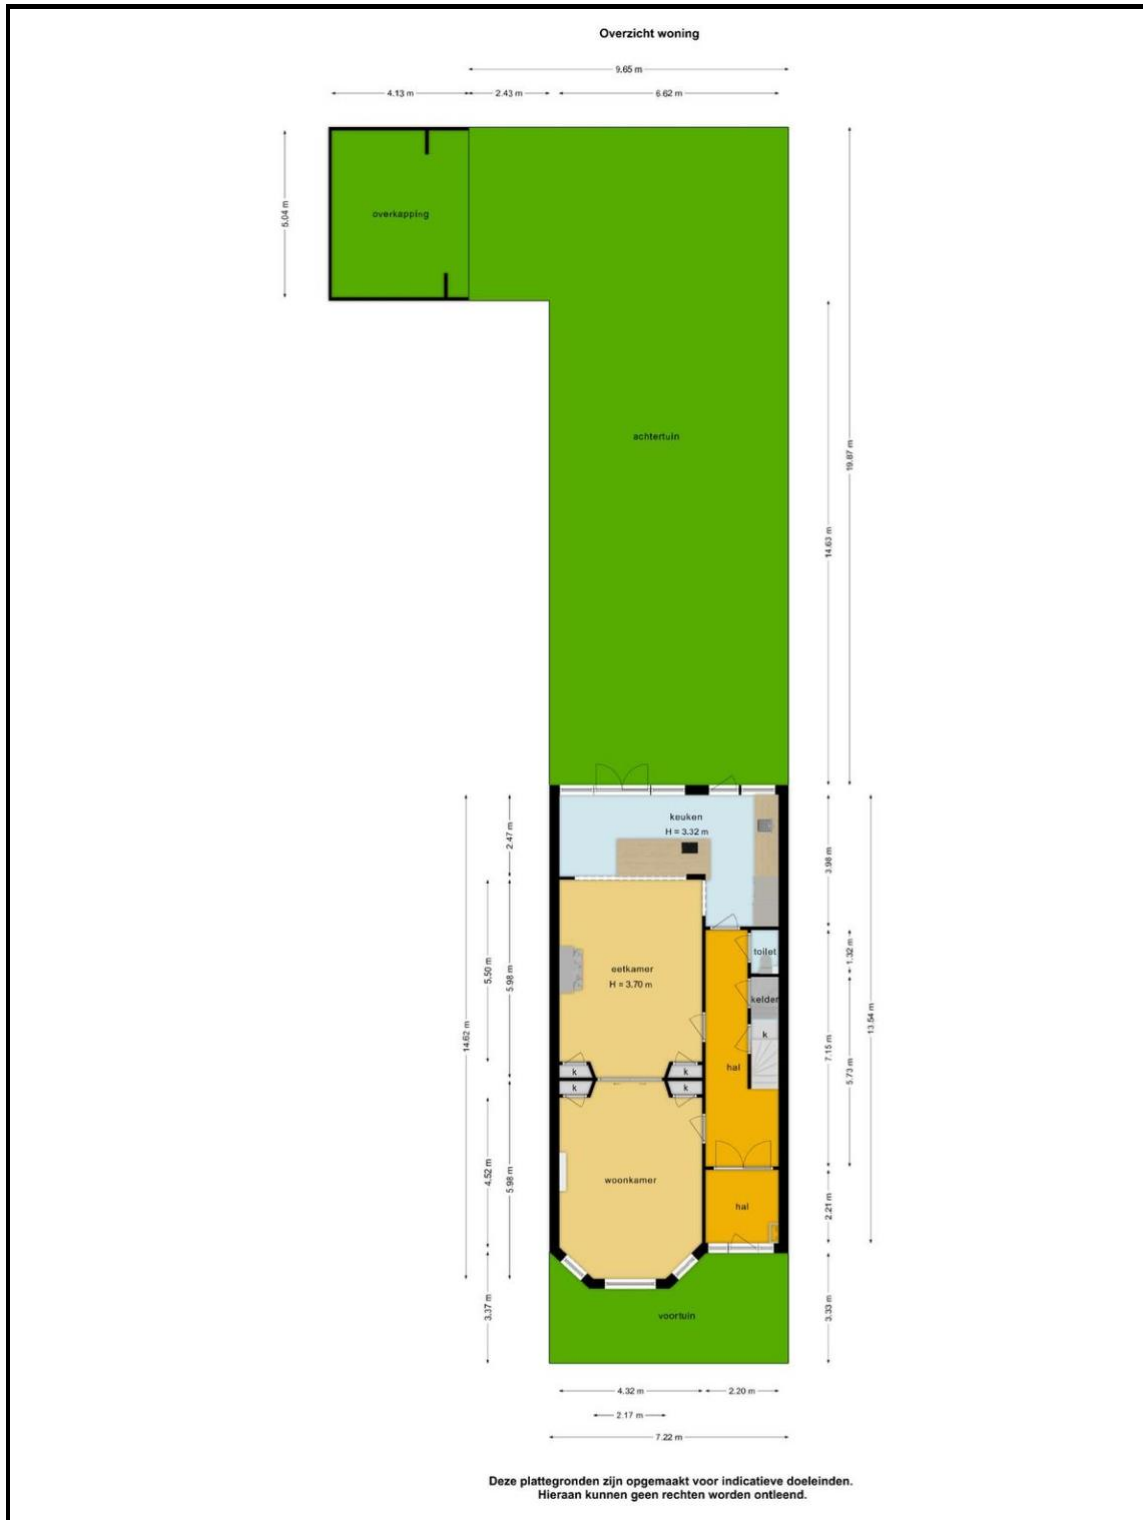 Overzicht woning
9.65 m
4.13 m
2.43 m
6.62 m
5.04 m
overkapping
achtertuin
19.87 m
14.63 m
keuken
H = 3.32 m
2.47 m
3.98 m
toilet
1.32 m
eetkamer
H = 3.70 m
5.50 m
5.98 m
kelder
k
14.62 m
13.54 m
7.15 m
5.73 m
hal
k
k
k
k
woonkamer
4.52 m
5.98 m
hal
2.21 m
3.37 m
voortuin
3.33 m
4.32 m
2.20 m
2.17 m
7.22 m
Deze plattegronden zijn opgemaakt voor indicatieve doeleinden.
Hieraan kunnen geen rechten worden ontleend.